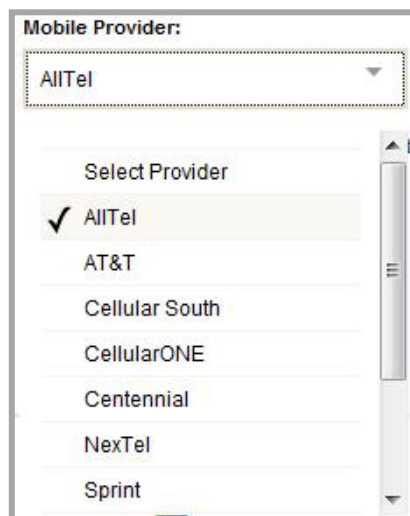 Mobile Provider:
AllTel
Select Provider
AllTel
AT&T
Cellular South
CellularONE
Centennial
NexTel
Sprint